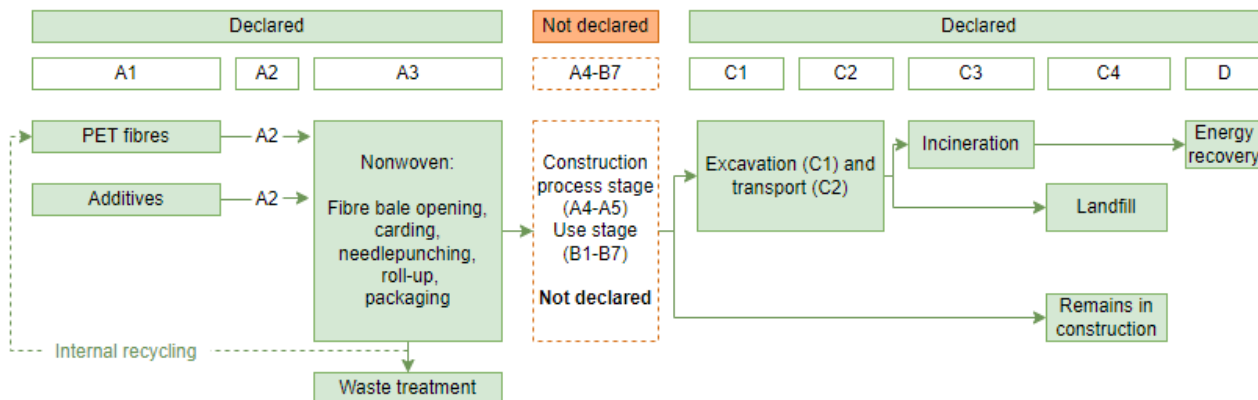 Declared
Not declared
Declared
A1
A2
A3
A4-B7
C1
C2
C3
C4
D
PET fibres
A2
Additives
A2
Nonwoven:
Fibre bale opening,
carding,
needlepunching,
roll-up,
packaging
Construction
process stage
(A4-A5)
Use stage
(B1-B7)
Not declared
Excavation (C1) and
transport (C2)
Incineration
Energy
recovery
Landfill
Remains in
construction
Internal recycling
Waste treatment